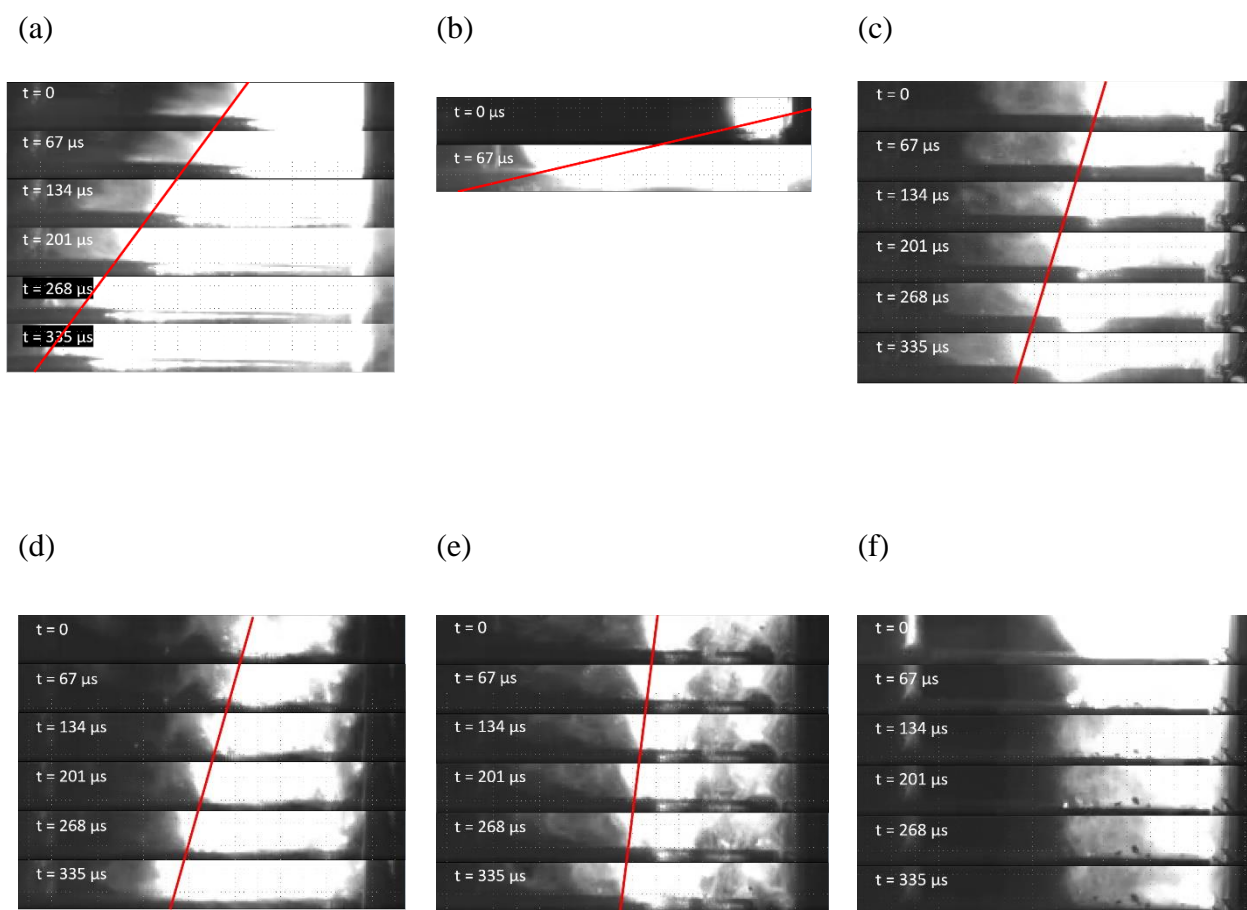 (a)
t = 0
t = 67 μs
t = 134 μs
t = 201 μs
t = 268 μs
t = 335 μs
(b)
t = 0 μs
t = 67 μs
(c)
t = 0
t = 67 μs
t = 134 μs
t = 201 μs
t = 268 μs
t = 335 μs
(d)
t = 0
t = 67 μs
t = 134 μs
t = 201 μs
t = 268 μs
t = 335 μs
(e)
t = 0
t = 67 μs
t = 134 μs
t = 201 μs
t = 268 μs
t = 335 μs
(f)
t = 0
t = 67 μs
t = 134 μs
t = 201 μs
t = 268 μs
t = 335 μs